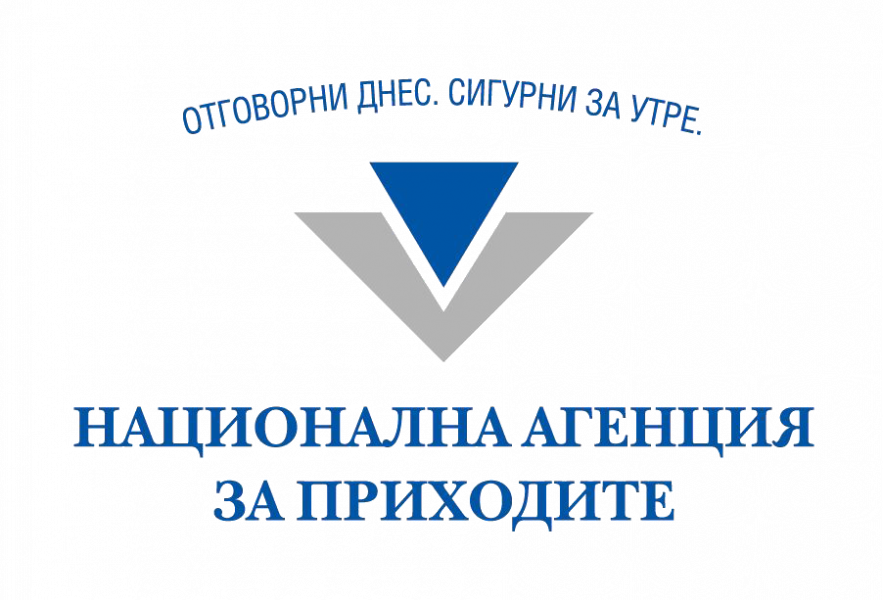 ОТГОВОРНИ ДНЕС. СИГУРНИ ЗА УТРЕ.
НАЦИОНАЛНА АГЕНЦИЯ
ЗА ПРИХОДИТЕ